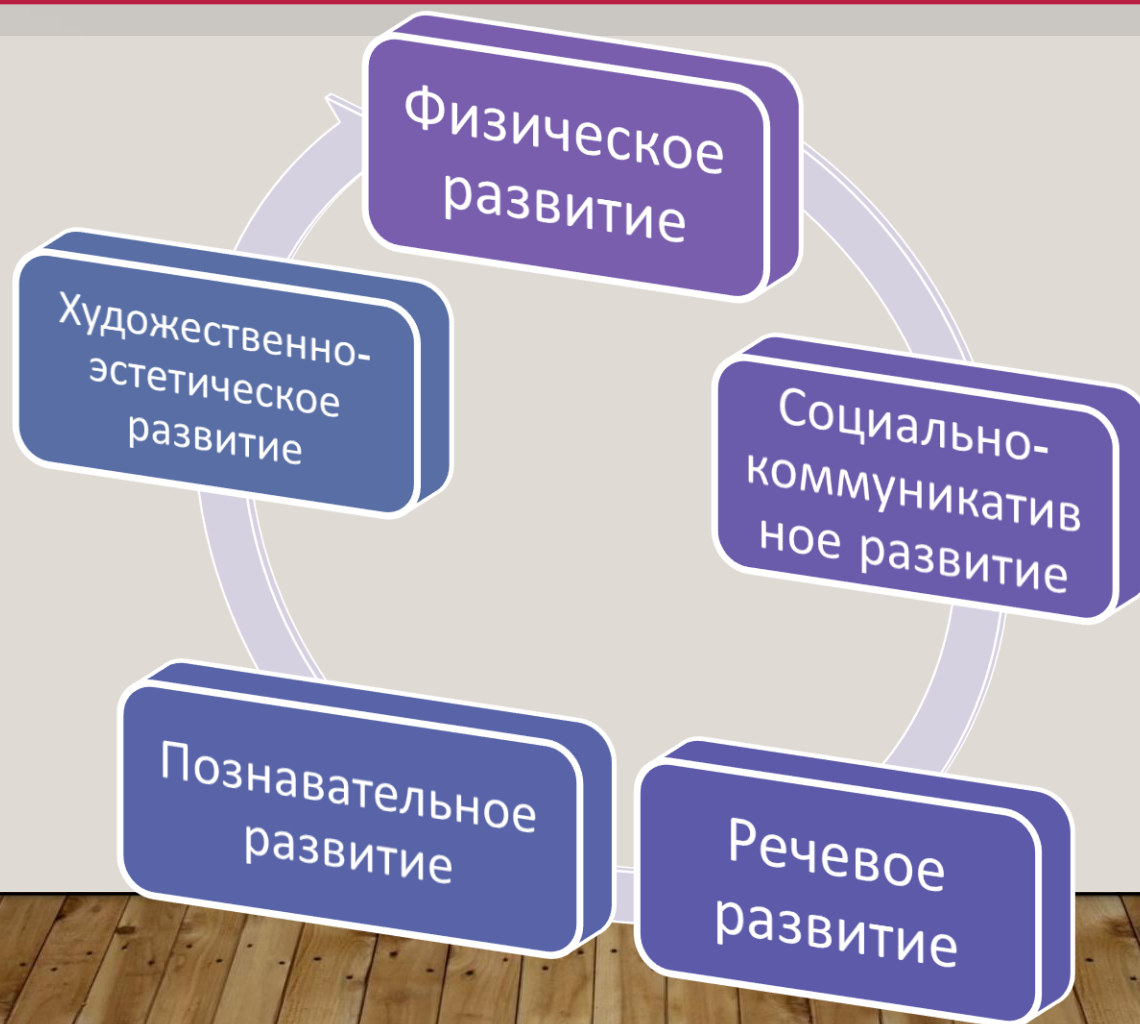 Физическое
развитие
Социально-
коммуникатив
ное развитие
Речевое
развитие
Познавательное
развитие
Художественно-
эстетическое
развитие